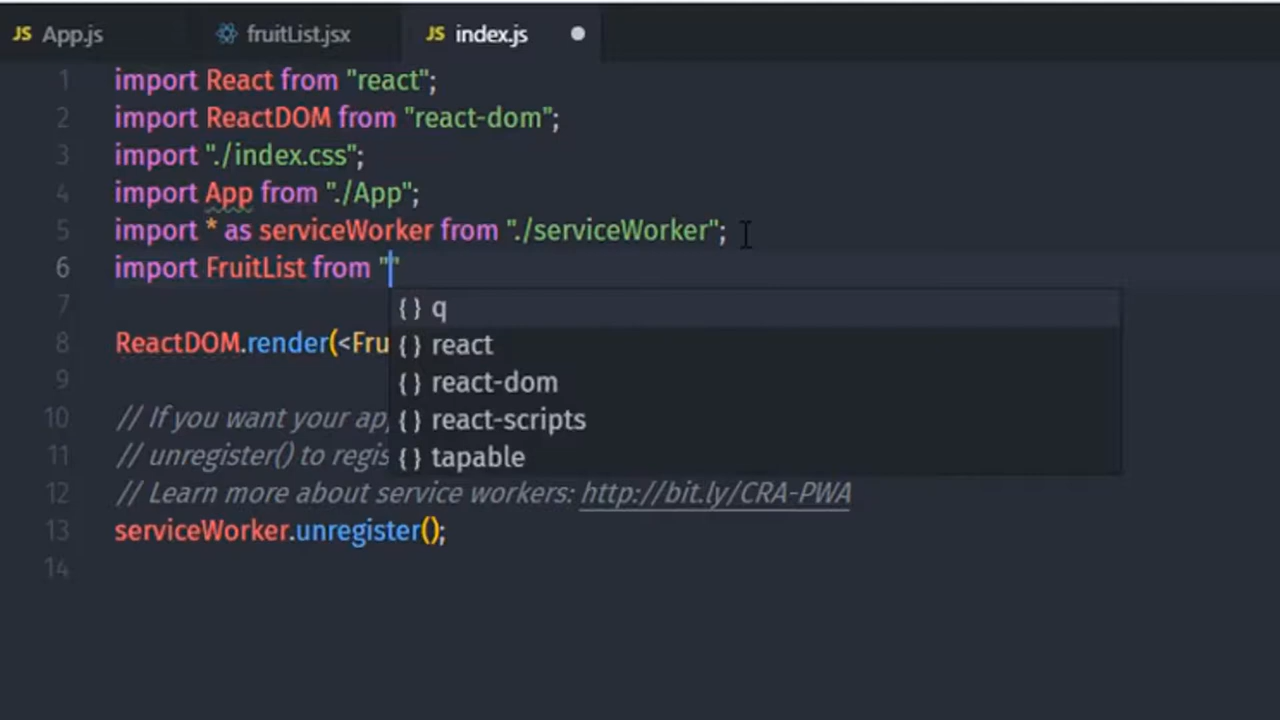 JS App.js fruitList.jsx JS index.js
1 import React from "react";
2 import ReactDOM from "react-dom";
3 import "./index.css";
4 import App from "./App";
5 import * as serviceWorker from "./serviceWorker";
6 import FruitList from ""
7 {} q
8 ReactDOM.render(<Fru {} react
9 {} react-dom
10 // If you want your ap {} react-scripts
11 // unregister() to regis {} tapable
12 // Learn more about service workers: http://bit.ly/CRA-PWA
13 serviceWorker.unregister();
14